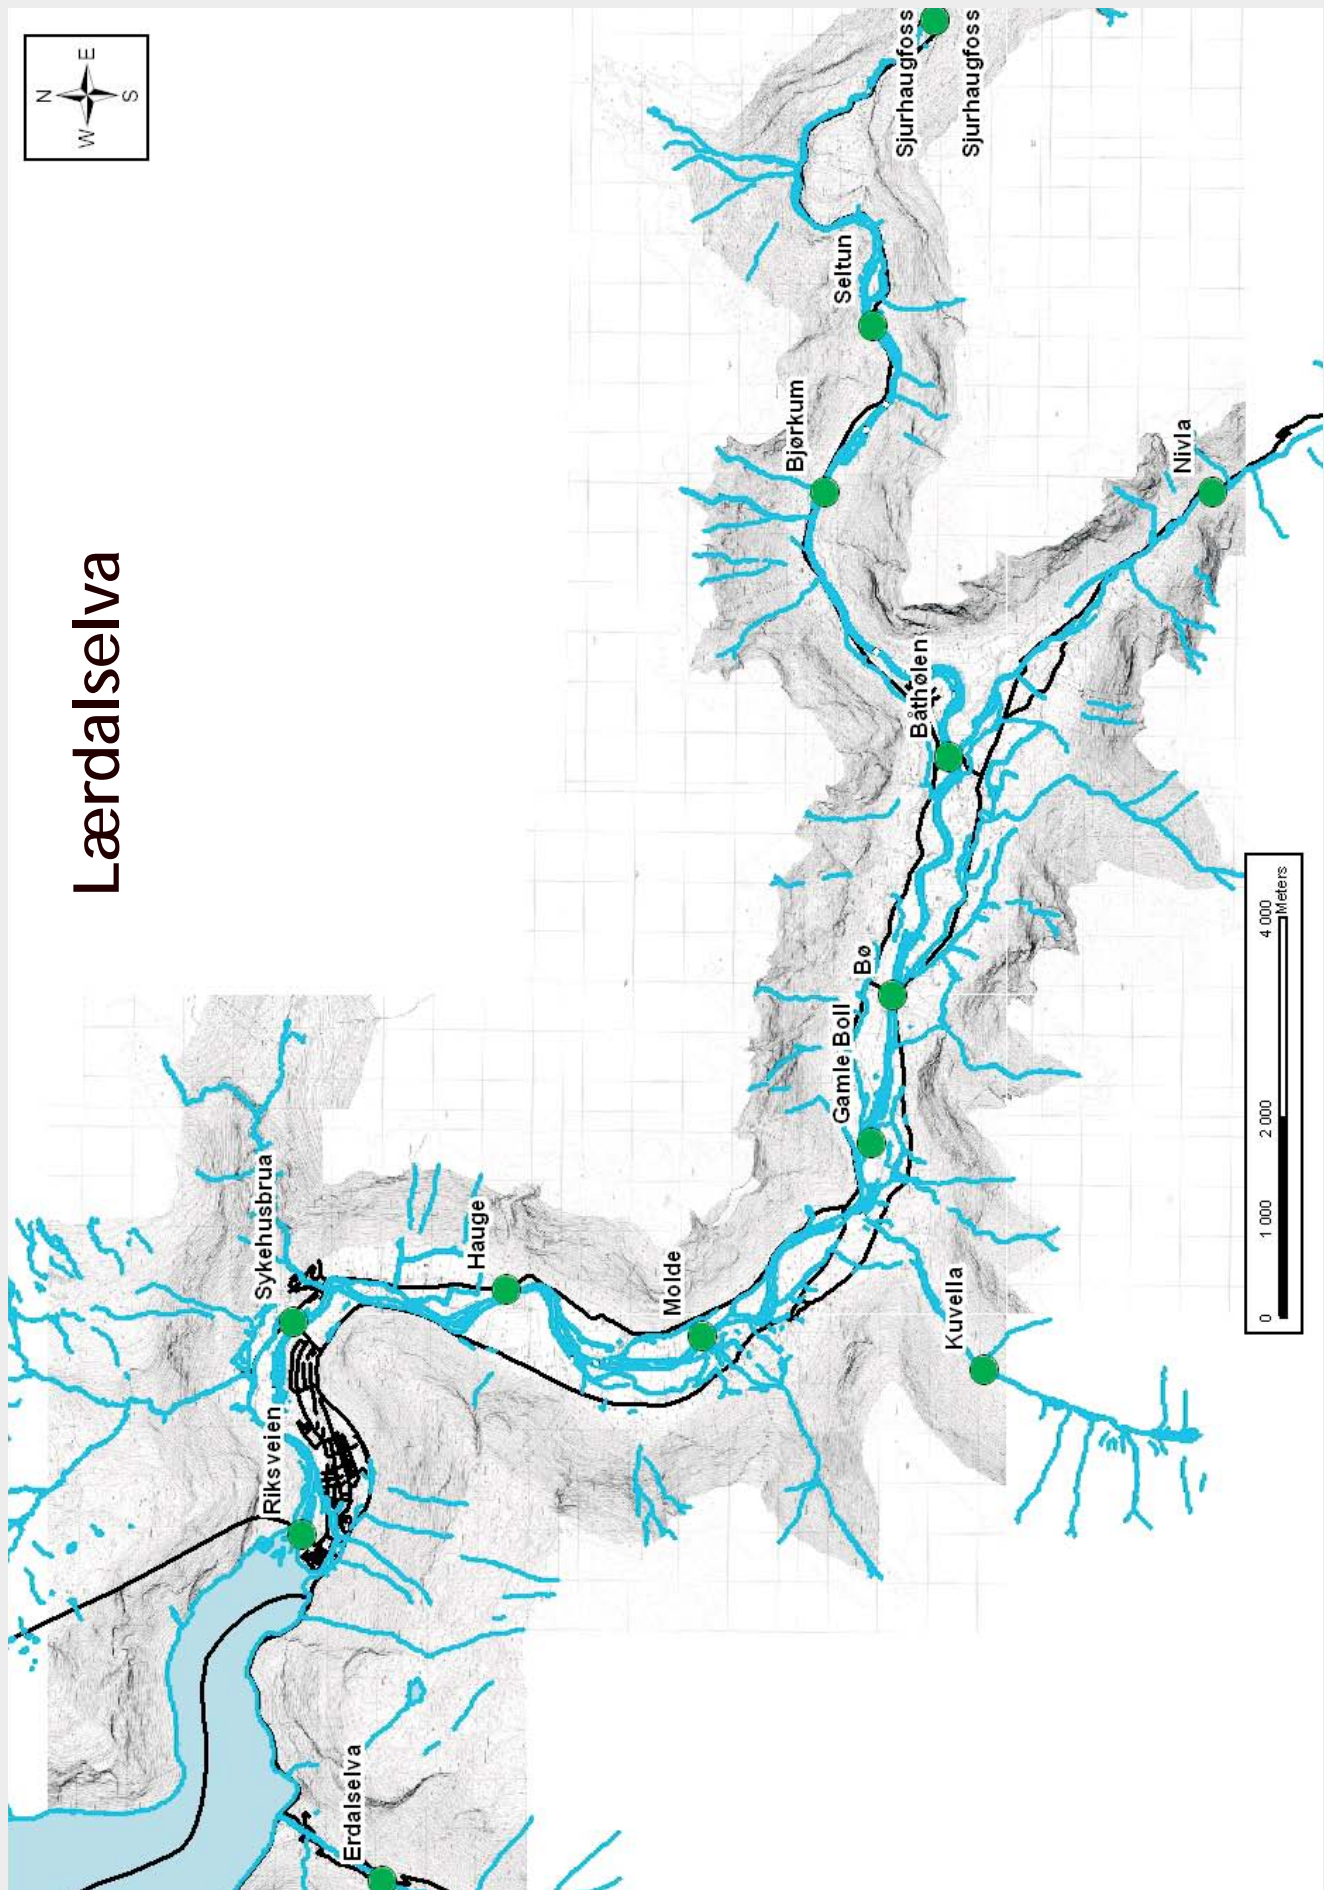 Lærdalselva
N
E
S
W
Sjurhaugfoss
Sjurhaugfoss
Seltun
Bjørkum
Nivla
Båthølen
Bø
Gamle Boll
Sykehusbrua
Hauge
Molde
Kuvella
Riksveien
Erdalselva
0 1 000 2 000 4 000
Meters